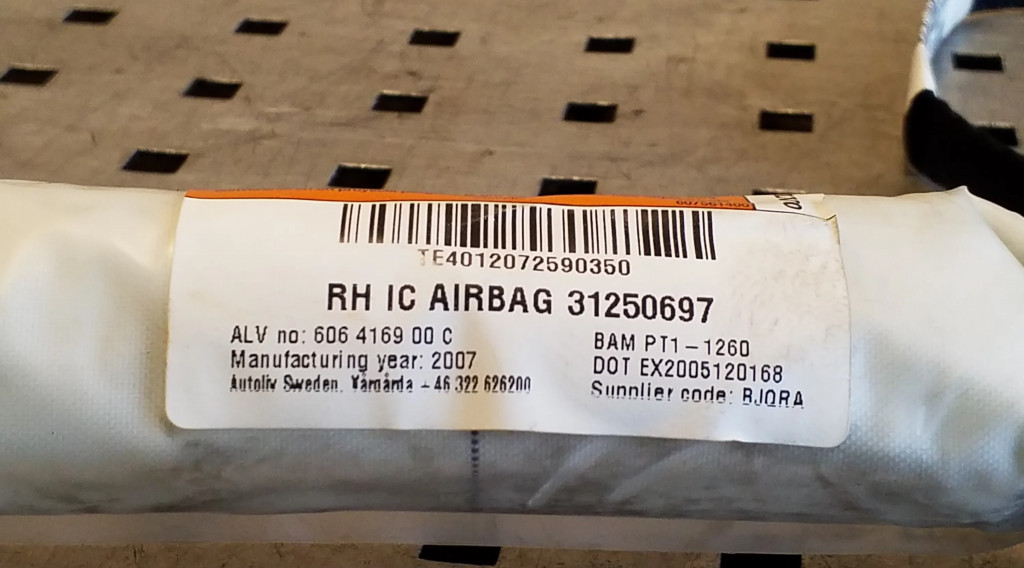 607561400
TE4012072590350
RH IC AIRBAG 31250697
ALV no: 606 4169 00 C
Manufacturing year: 2007
Autoliv Sweden. Vårgårda - 46 322 626200
BAM PT1-1260
DOT EX2005120168
Supplier code: BJQRA